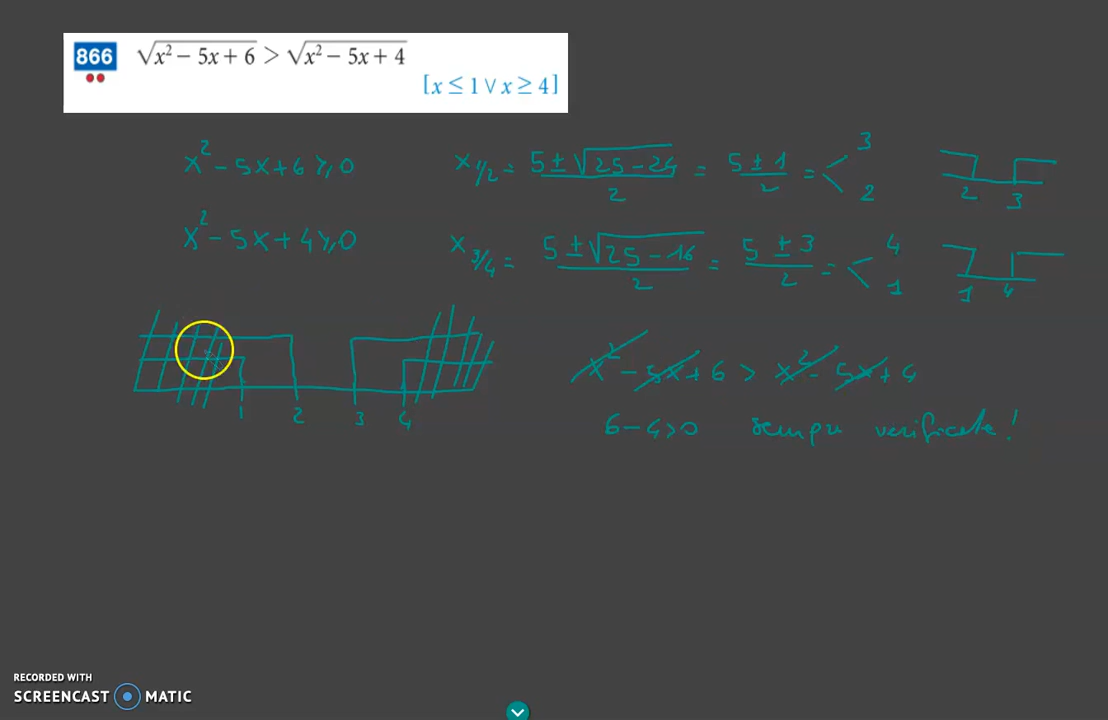 866 √x² − 5x + 6 > √x² − 5x + 4
[x ≤ 1 ∨ x ≥ 4]
x² - 5x + 6 ≥ 0 x 1/2 = 5 ± √25 - 24 / 2 = 5 ± 1 / 2 = < 3 2 2 3
x² - 5x + 4 ≥ 0 x 3/4 = 5 ± √25 - 16 / 2 = 5 ± 3 / 2 = < 4 1 1 4
x² - 5x + 6 > x² - 5x + 4
1 2 3 4
6 - 4 > 0 sempre verificata!
RECORDED WITH
SCREENCAST MATIC